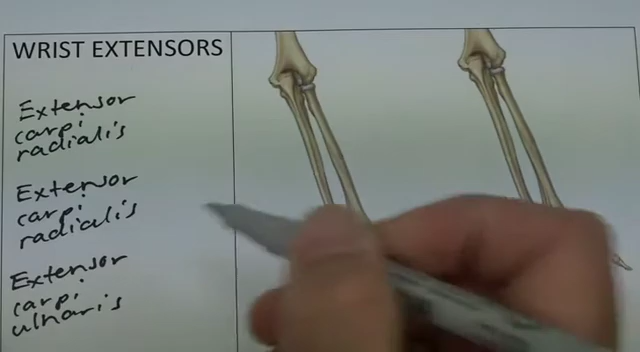 WRIST EXTENSORS
Extensor
carpi
radialis
Extensor
carpi
radialis
Extensor
carpi
ulnaris